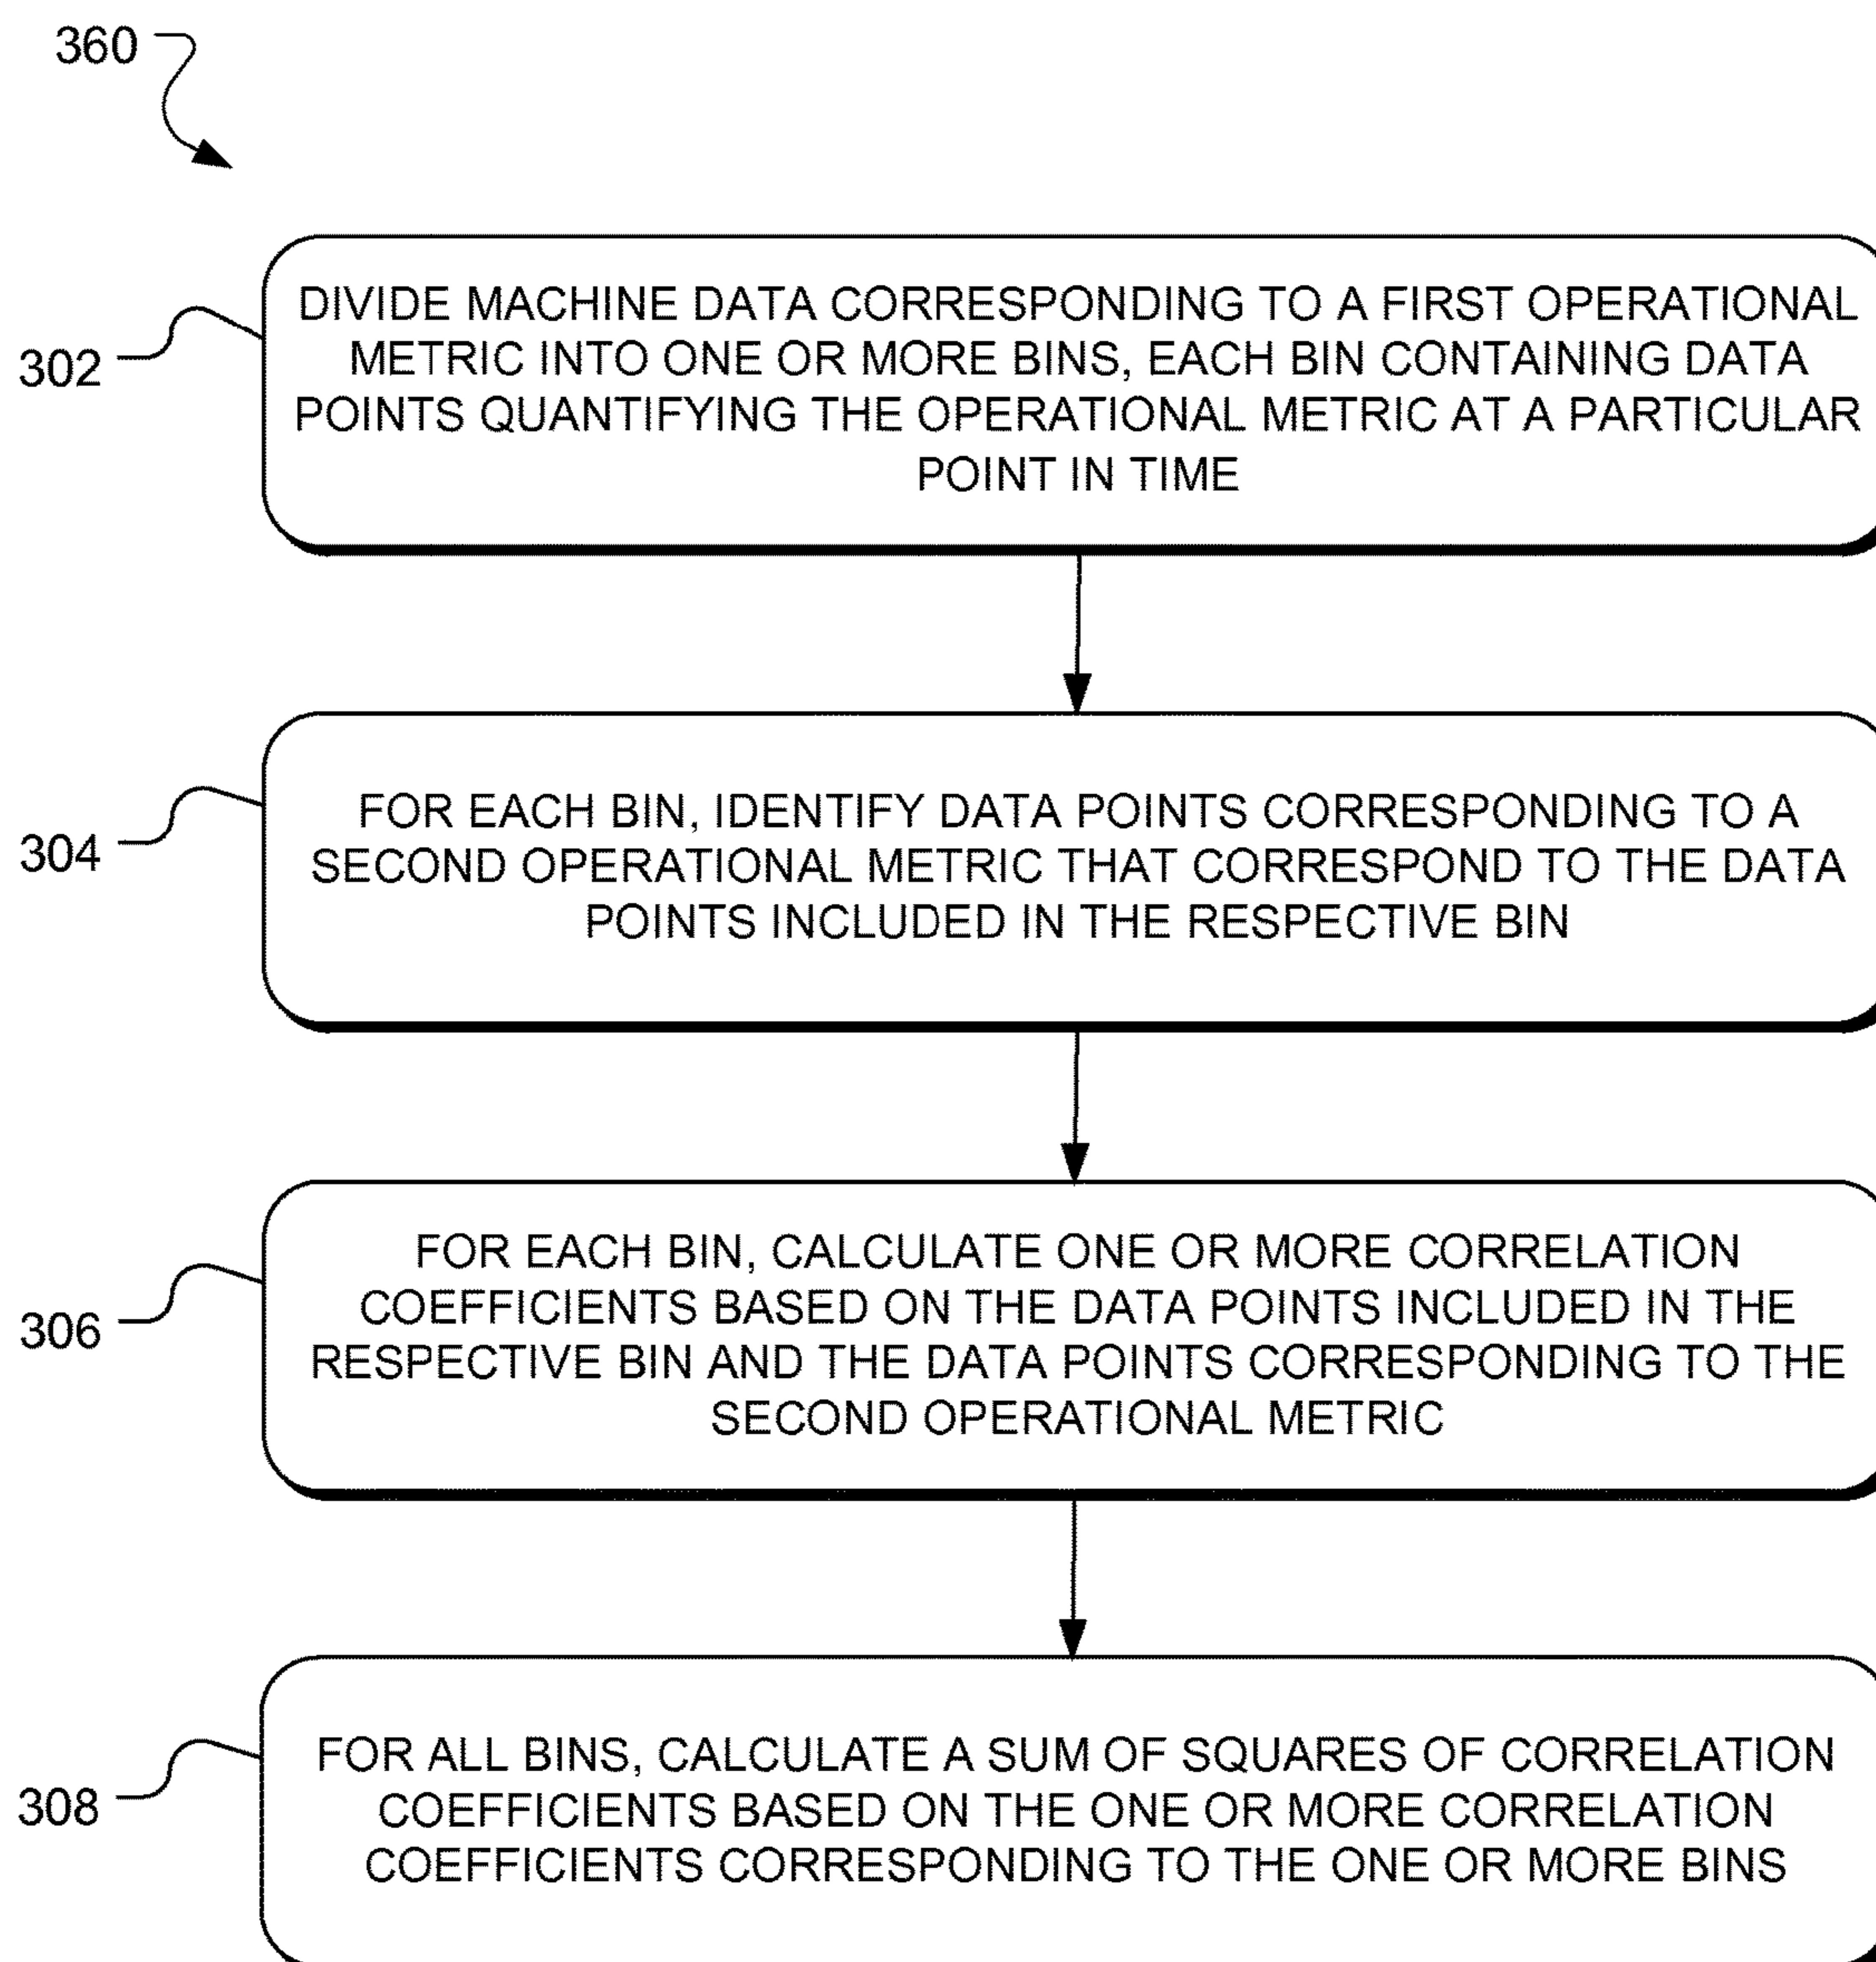 360
302
DIVIDE MACHINE DATA CORRESPONDING TO A FIRST OPERATIONAL
METRIC INTO ONE OR MORE BINS, EACH BIN CONTAINING DATA
POINTS QUANTIFYING THE OPERATIONAL METRIC AT A PARTICULAR
POINT IN TIME
304
FOR EACH BIN, IDENTIFY DATA POINTS CORRESPONDING TO A
SECOND OPERATIONAL METRIC THAT CORRESPOND TO THE DATA
POINTS INCLUDED IN THE RESPECTIVE BIN
306
FOR EACH BIN, CALCULATE ONE OR MORE CORRELATION
COEFFICIENTS BASED ON THE DATA POINTS INCLUDED IN THE
RESPECTIVE BIN AND THE DATA POINTS CORRESPONDING TO THE
SECOND OPERATIONAL METRIC
308
FOR ALL BINS, CALCULATE A SUM OF SQUARES OF CORRELATION
COEFFICIENTS BASED ON THE ONE OR MORE CORRELATION
COEFFICIENTS CORRESPONDING TO THE ONE OR MORE BINS